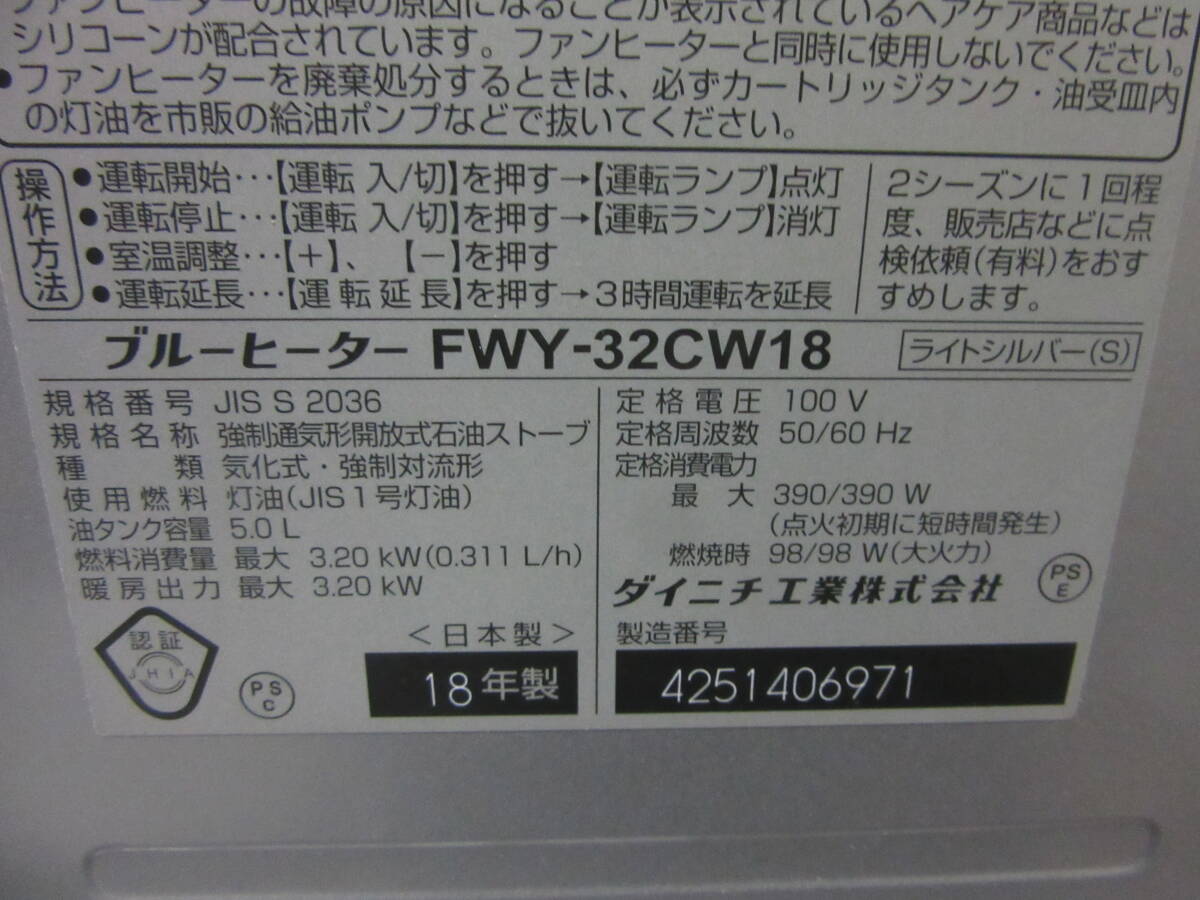 ファンヒーターの故障の原因になることが表示されているヘアケア商品などは
シリコーンが配合されています。ファンヒーターと同時に使用しないでください。
●ファンヒーターを廃棄処分するときは、必ずカートリッジタンク・油受皿内
の灯油を市販の給油ポンプなどで抜いてください。
操作方法
●運転開始…【運転 入/切】を押す→【運転ランプ】点灯
●運転停止…【運転 入/切】を押す→【運転ランプ】消灯
●室温調整…【+】、【-】を押す
●運転延長…【運転延長】を押す→3時間運転を延長
2シーズンに1回程
度、販売店などに点
検依頼(有料)をおす
すめします。
ブルーヒーター FWY-32CW18 ライトシルバー(S)
規格番号 JIS S 2036
規格名称 強制通気形開放式石油ストーブ
種類 気化式・強制対流形
使用燃料 灯油(JIS1号灯油)
油タンク容量 5.0 L
燃料消費量 最大 3.20 kW(0.311 L/h)
暖房出力 最大 3.20 kW
認証
JHIA
PS
C
<日本製>
18年製
定格電圧 100 V
定格周波数 50/60 Hz
定格消費電力
最大 390/390 W
(点火初期に短時間発生)
燃焼時 98/98 W(大火力)
ダイニチ工業株式会社
PS
E
製造番号
4251406971